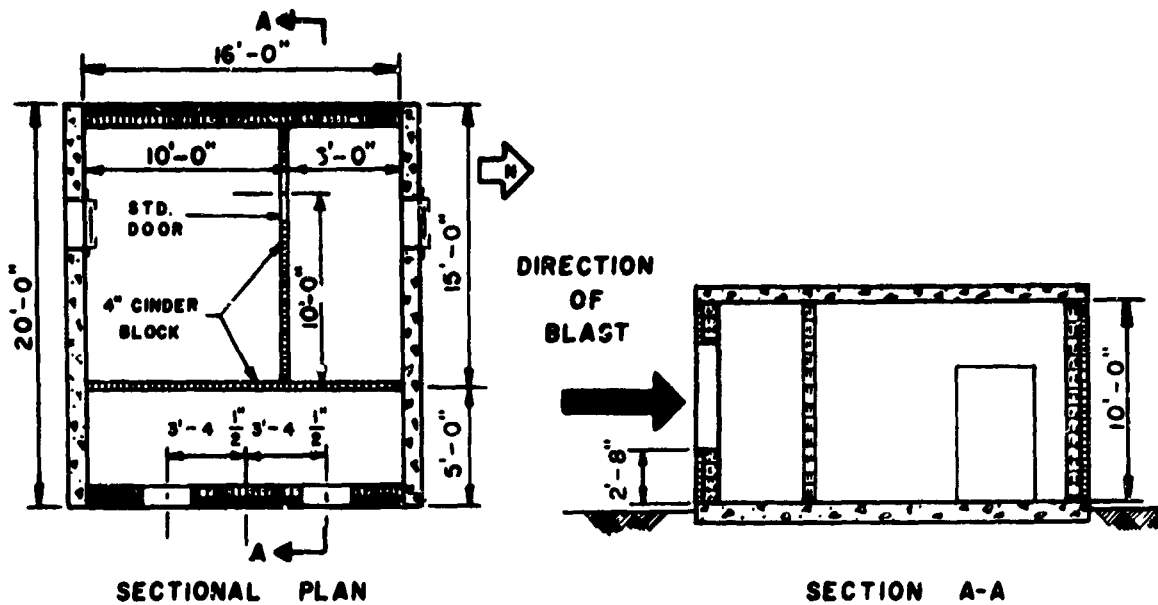 A
16'-0"
10'-0"
5'-0"
N
STD.
DOOR
10'-0"
15'-0"
20'-0"
4" CINDER
BLOCK
3'-4 1/2"
3'-4 1/2"
5'-0"
A
SECTIONAL PLAN
DIRECTION
OF
BLAST
2'-8"
10'-0"
SECTION A-A